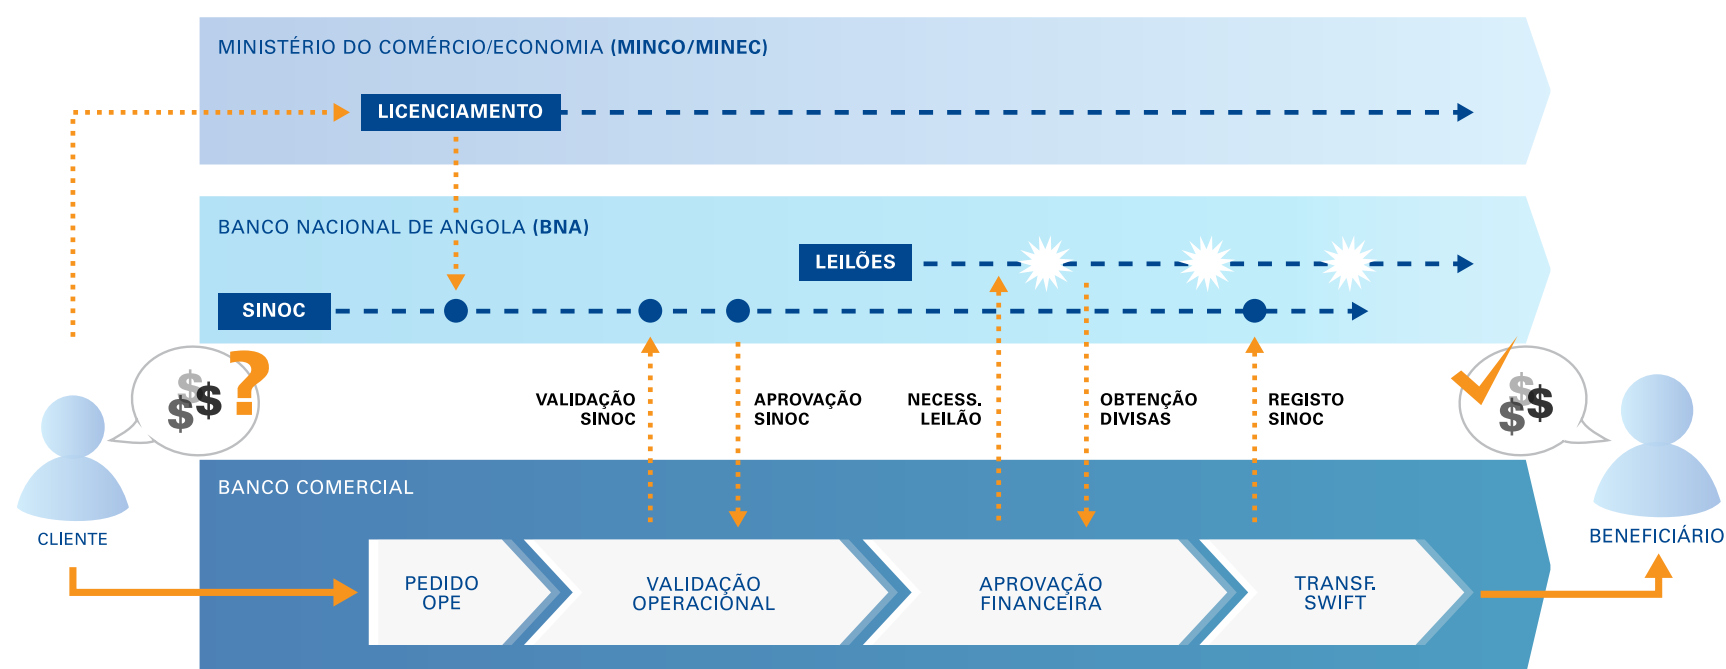 MINISTÉRIO DO COMÉRCIO/ECONOMIA (MINCO/MINEC)
LICENCIAMENTO
BANCO NACIONAL DE ANGOLA (BNA)
LEILÕES
SINOC
$
$
$
?
VALIDAÇÃO
SINOC
APROVAÇÃO
SINOC
NECESS.
LEILÃO
OBTENÇÃO
DIVISAS
REGISTO
SINOC
$
$
$
CLIENTE
BENEFICIÁRIO
BANCO COMERCIAL
PEDIDO
OPE
VALIDAÇÃO
OPERACIONAL
APROVAÇÃO
FINANCEIRA
TRANSF.
SWIFT